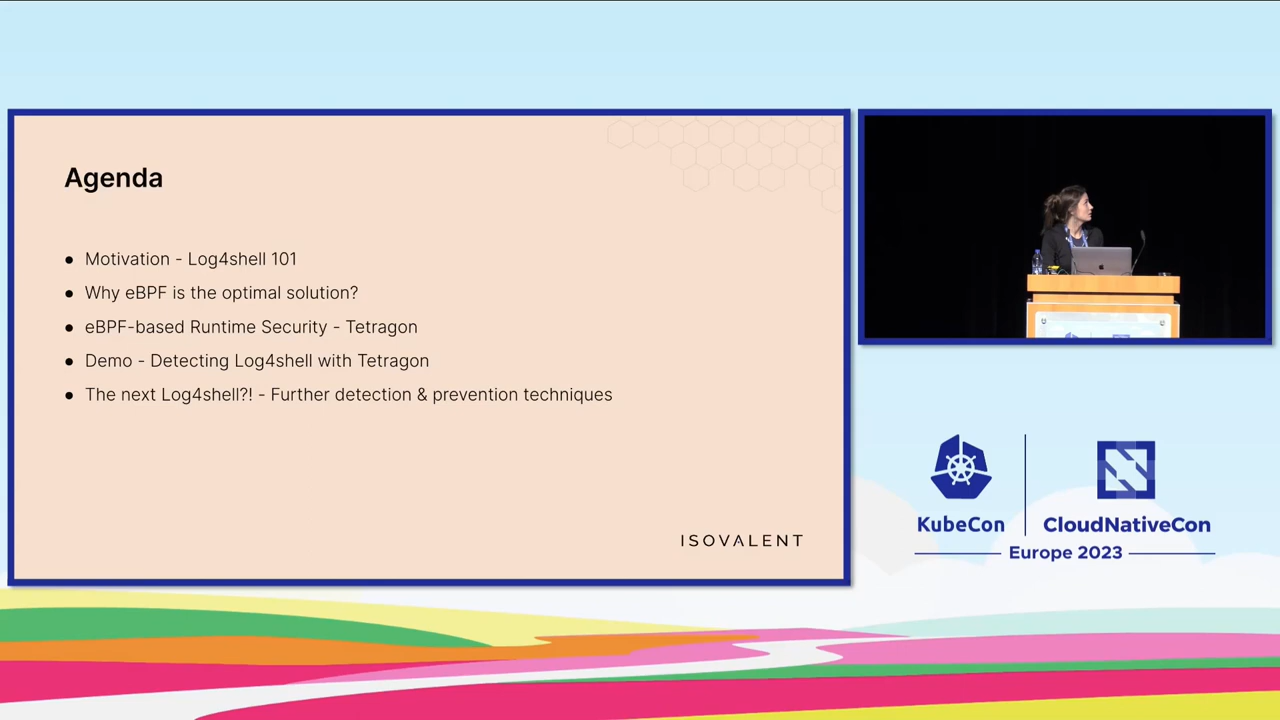 Agenda
● Motivation - Log4shell 101
● Why eBPF is the optimal solution?
● eBPF-based Runtime Security - Tetragon
● Demo - Detecting Log4shell with Tetragon
● The next Log4shell?! - Further detection & prevention techniques
ISOVALENT
KubeCon
CloudNativeCon
Europe 2023